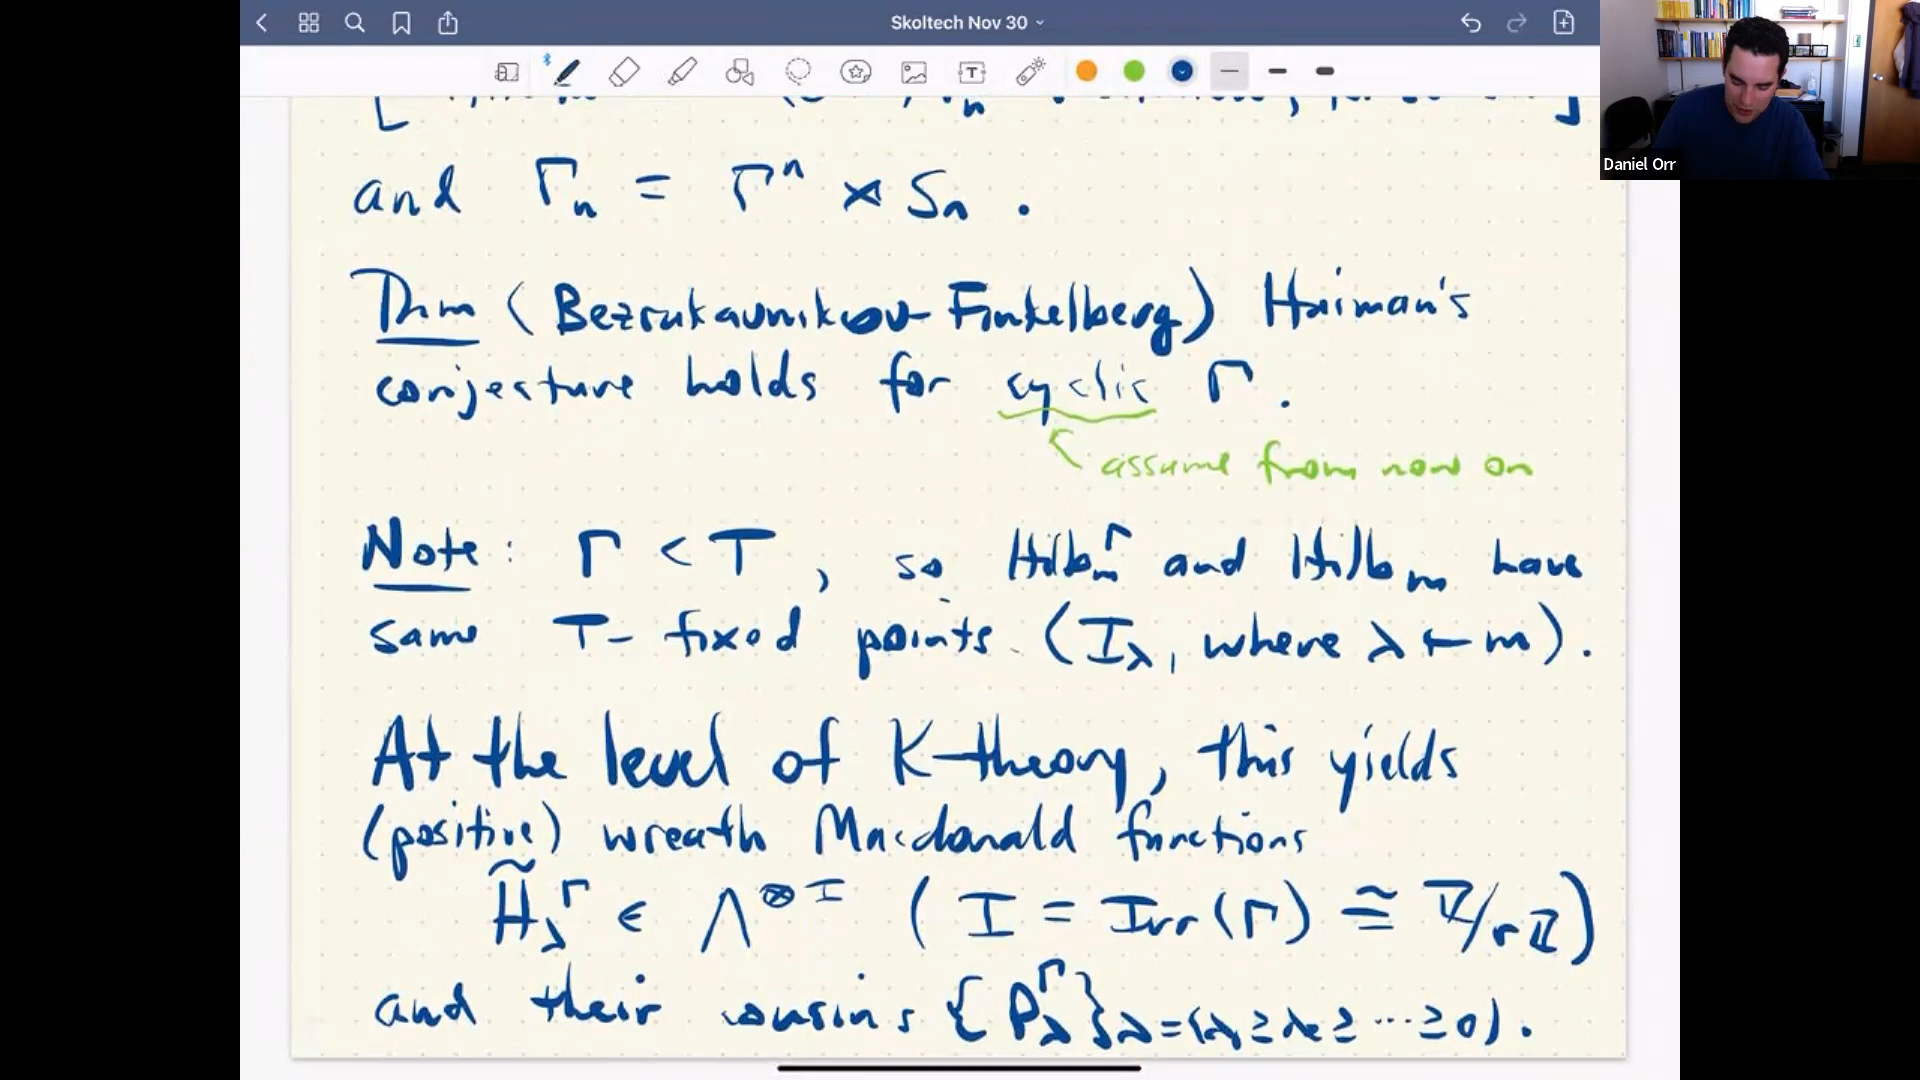 Skoltech Nov 30
Daniel Orr
and Γ_n = Γ^n ⋊ S_n .
Thm (Bezrukavnikov-Finkelberg) Haiman's
conjecture holds for cyclic Γ .
assume from now on
Note: Γ < T , so Hilb_m^Γ and Hilb_m have
same T-fixed points (I_λ, where λ ⊢ m).
At the level of K-theory, this yields
(positive) wreath Macdonald functions
H̃_λ^Γ ∈ Λ^{⊗I} ( I = Irr(Γ) ≅ ℤ/rℤ )
and their cousins {P_λ^Γ}_{λ=(λ_1≥λ_2≥···≥0)}.